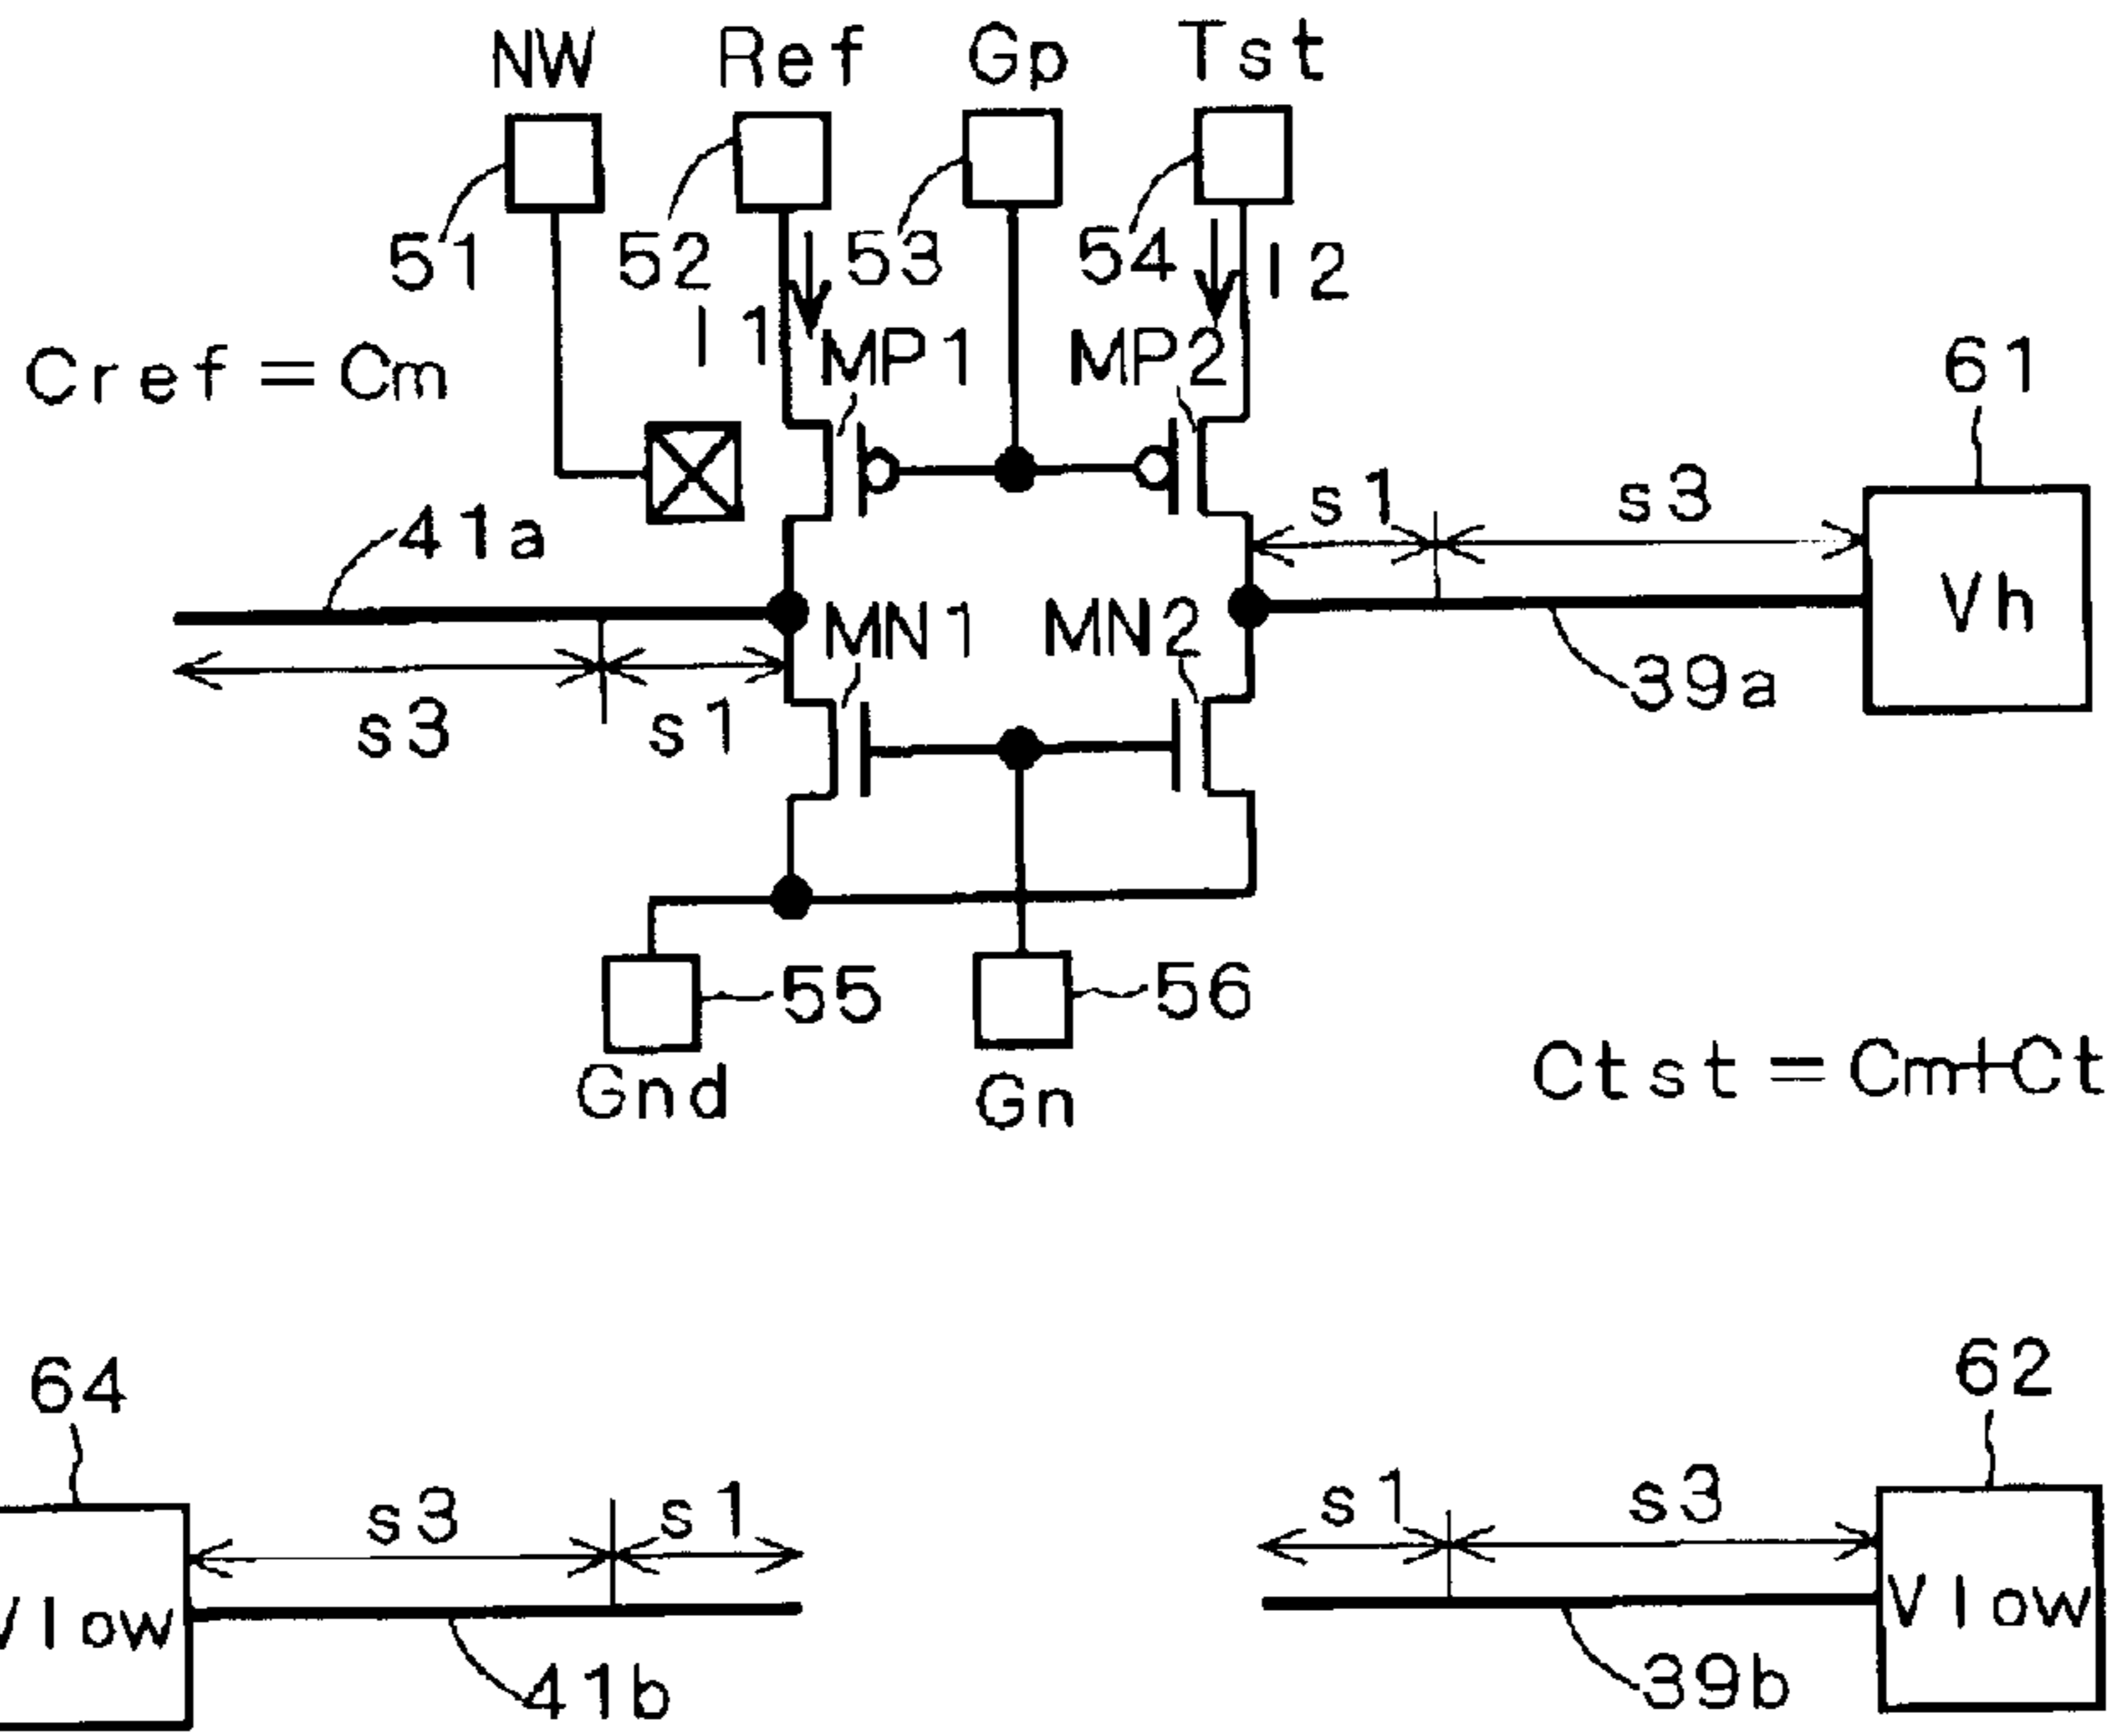 NW Ref Gp Tst
51 52 53 54 I2
I1 MP1 MP2 61
Cref=Cm
s1 s3
41a
Vh
MN1 MN2
39a
s3 s1
55 56
Gnd Gn
Ctst=Cm+Ct
64 62
s3 s1 s1 s3
Vlow Vlow
41b 39b